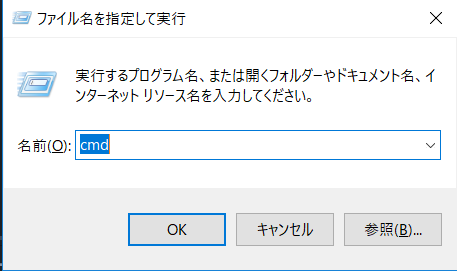 ファイル名を指定して実行
実行するプログラム名、または開くフォルダーやドキュメント名、イ
ンターネット リソース名を入力してください。
名前(O): cmd
OK キャンセル 参照(B)...